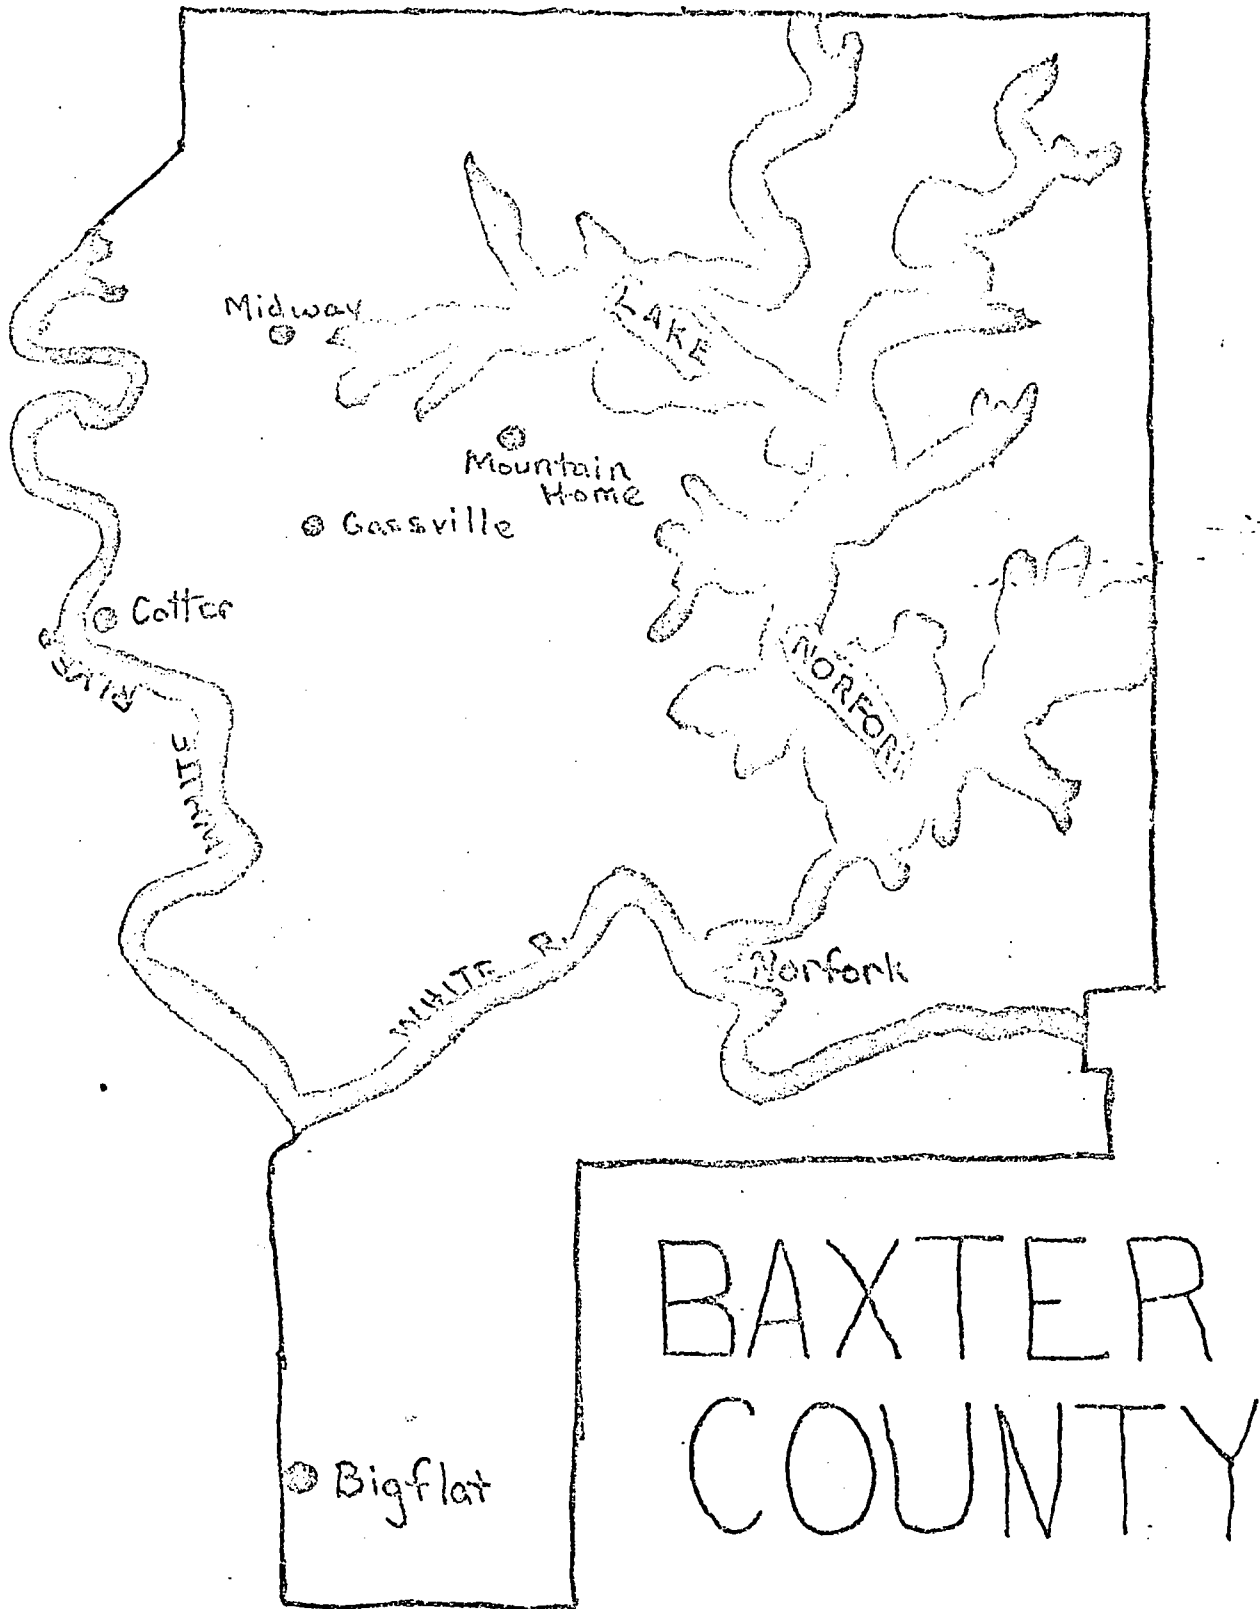 LAKE
Midway
Mountain
Home
Gassville
Cotter
RIVER
WHITE
NORFORK
WHITE R.
Norfork
BAXTER
COUNTY
Bigflat